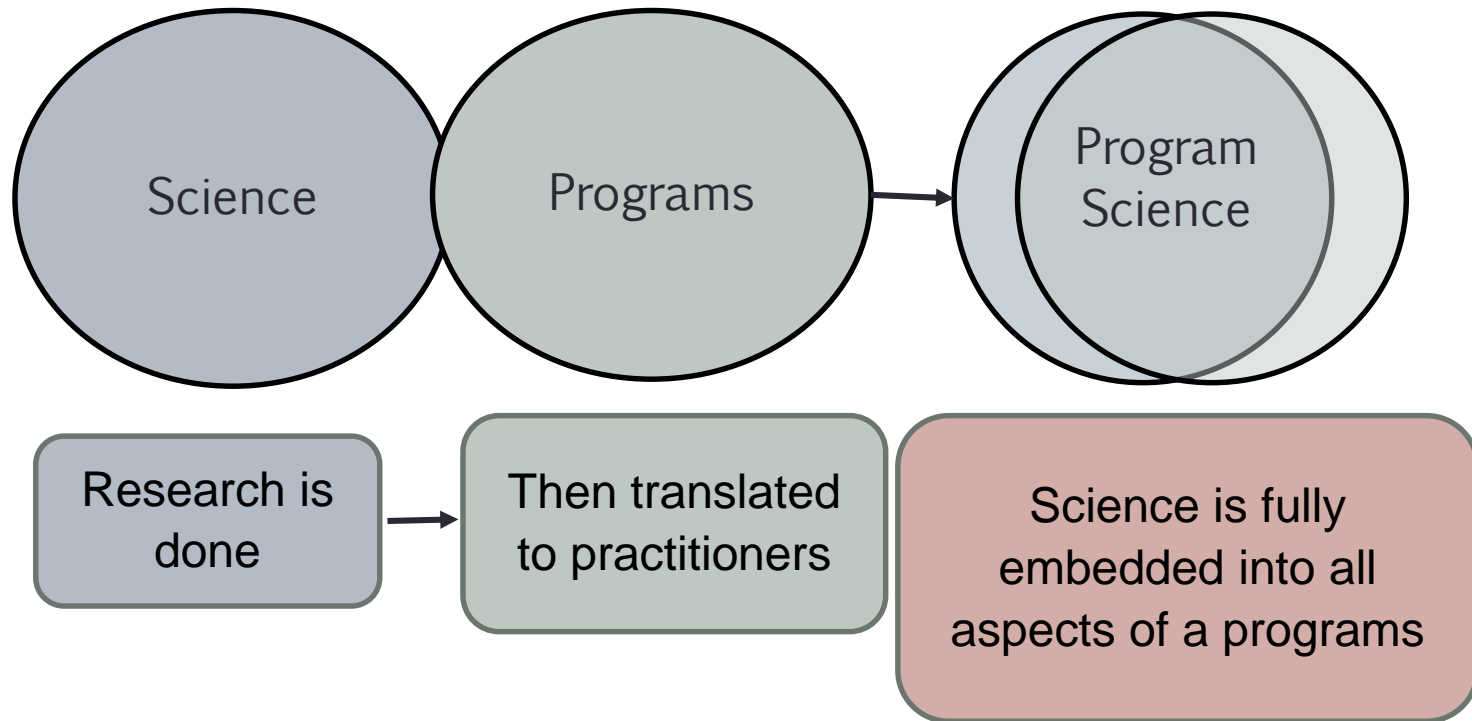 Science
Programs
Program
Science
Research is
done
Then translated
to practitioners
Science is fully
embedded into all
aspects of a programs